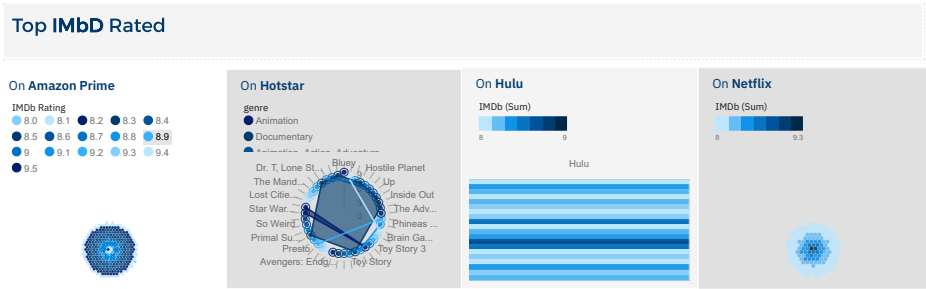 Top IMbD Rated
On Amazon Prime
IMDb Rating
8.0 8.1 8.2 8.3 8.4
8.5 8.6 8.7 8.8 8.9
9 9.1 9.2 9.3 9.4
9.5
On Hotstar
genre
Animation
Documentary
Animation, Action, Adventure
Bluey
Dr. T, Lone St... Hostile Planet
The Mand... Up
Lost Citie... Inside Out
Star War... The Adv...
So Weird Phineas ...
Primal Su... Brain Ga...
Presto Toy Story 3
Avengers: Endg... Toy Story
On Hulu
IMDb (Sum)
8 9
Hulu
On Netflix
IMDb (Sum)
8 9.3